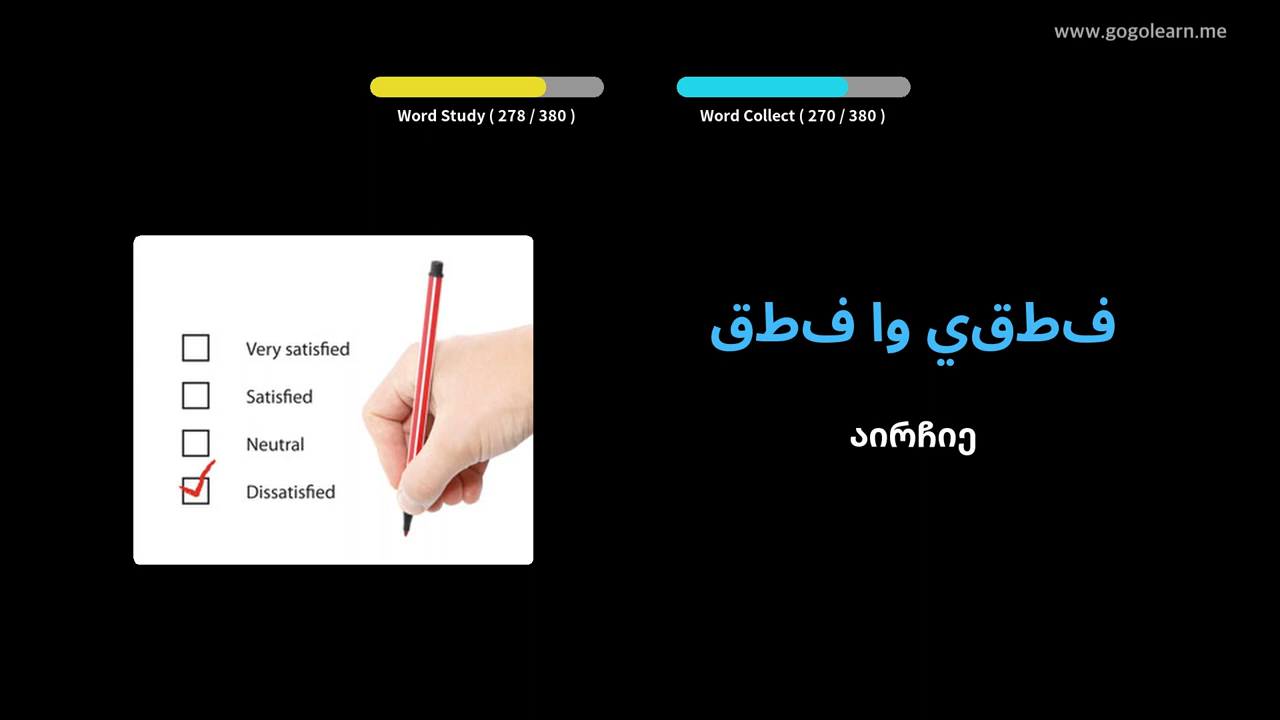 www.gogolearn.me
Word Study ( 278 / 380 )
Word Collect ( 270 / 380 )
Very satisfied
Satisfied
Neutral
Dissatisfied
فطقي وا فطق
აირჩიე